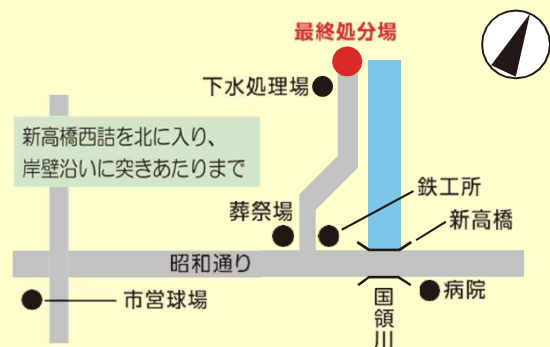 最終処分場
下水処理場
新高橋西詰を北に入り、
岸壁沿いに突きあたりまで
鉄工所
葬祭場
新高橋
昭和通り
市営球場
国領川
病院